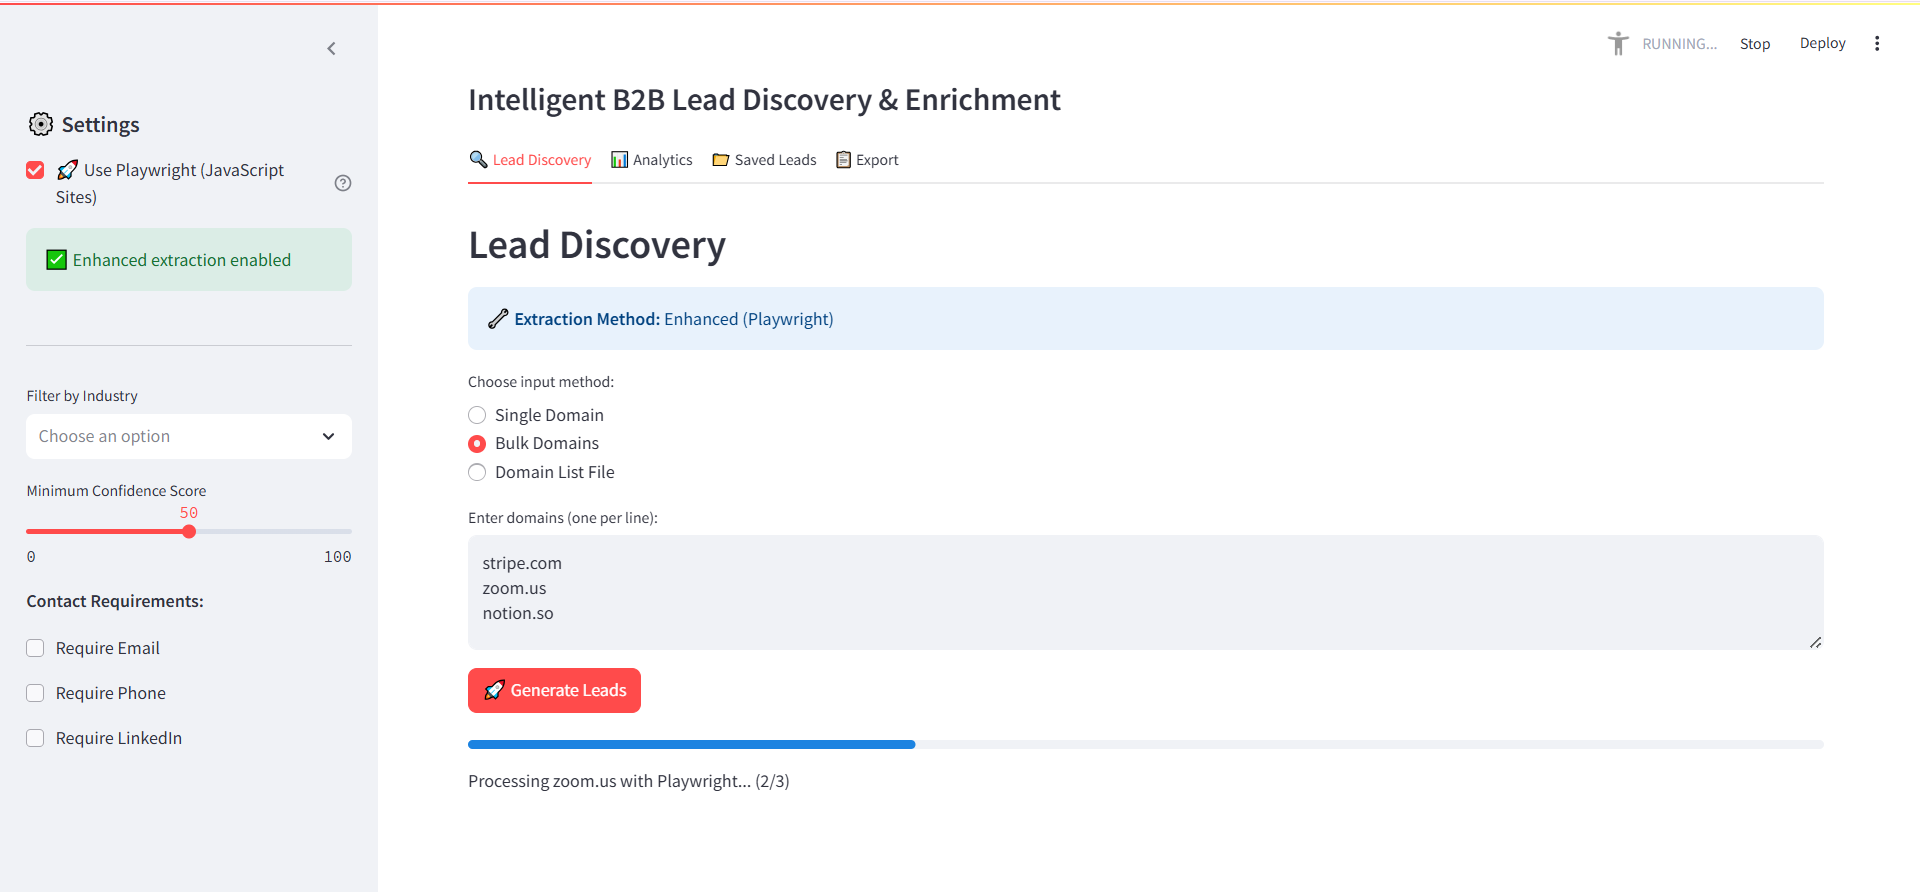 RUNNING...
Stop
Deploy
Settings
Use Playwright (JavaScript
Sites)
Enhanced extraction enabled
Filter by Industry
Choose an option
Minimum Confidence Score
50
0
100
Contact Requirements:
Require Email
Require Phone
Require LinkedIn
Intelligent B2B Lead Discovery & Enrichment
Lead Discovery
Analytics
Saved Leads
Export
Lead Discovery
Extraction Method: Enhanced (Playwright)
Choose input method:
Single Domain
Bulk Domains
Domain List File
Enter domains (one per line):
stripe.com
zoom.us
notion.so
Generate Leads
Processing zoom.us with Playwright... (2/3)